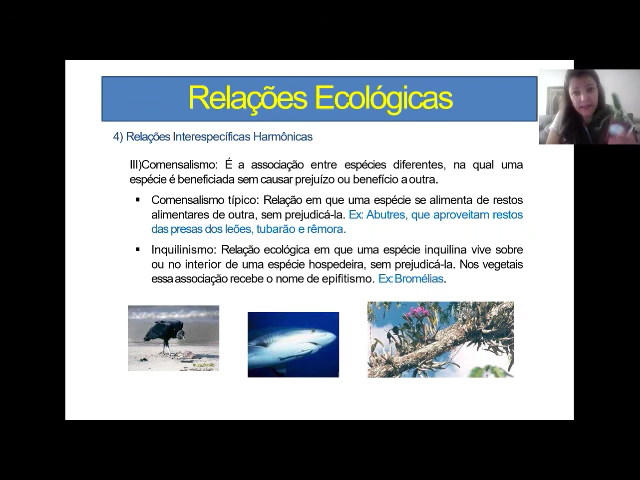 Relações Ecológicas
4) Relações Interespecíficas Harmônicas
III)Comensalismo: É a associação entre espécies diferentes, na qual uma
espécie é beneficiada sem causar prejuízo ou benefício a outra.
▪ Comensalismo típico: Relação em que uma espécie se alimenta de restos
alimentares de outra, sem prejudicá-la. Ex: Abutres, que aproveitam restos
das presas dos leões, tubarão e rêmora.
▪ Inquilinismo: Relação ecológica em que uma espécie inquilina vive sobre
ou no interior de uma espécie hospedeira, sem prejudicá-la. Nos vegetais
essa associação recebe o nome de epifitismo. Ex: Bromélias.